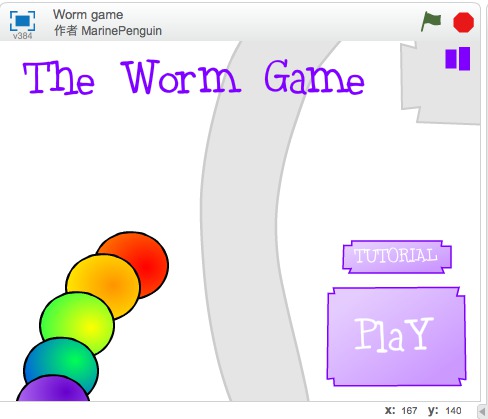 Worm game
作者 MarinePenguin
v384
The Worm Game
TUTORIAL
PlaY
x: 167 y: 140